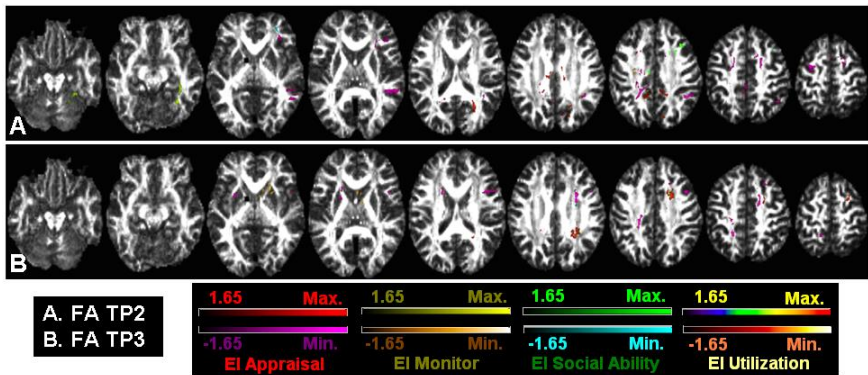 A
B
A. FA TP2
B. FA TP3
1.65 Max.
-1.65 Min.
EI Appraisal
1.65 Max.
-1.65 Min.
EI Monitor
1.65 Max.
-1.65 Min.
EI Social Ability
1.65 Max.
-1.65 Min.
EI Utilization